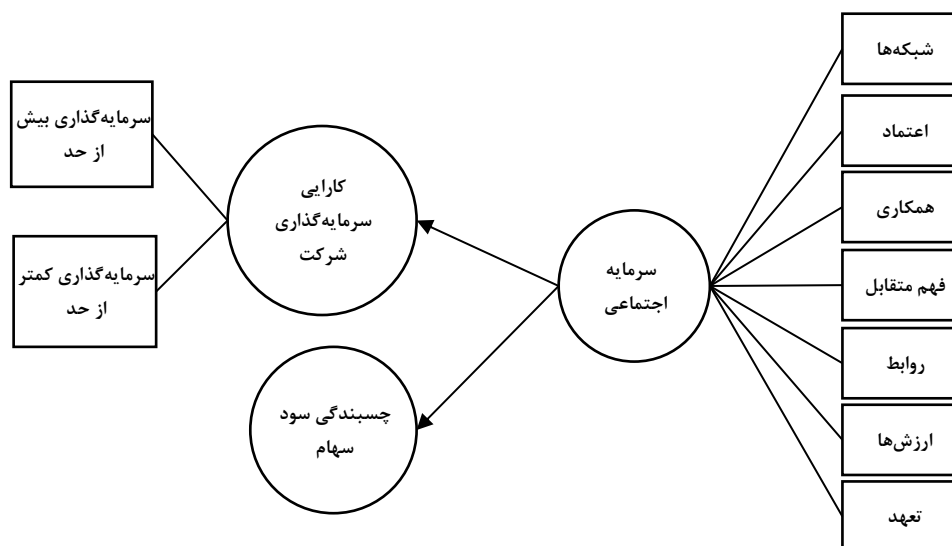 شبکه‌ها
اعتماد
همکاری
فهم متقابل
روابط
ارزش‌ها
تعهد
سرمایه
اجتماعی
کارایی
سرمایه‌گذاری
شرکت
چسبندگی سود
سهام
سرمایه‌گذاری بیش
از حد
سرمایه‌گذاری کمتر
از حد